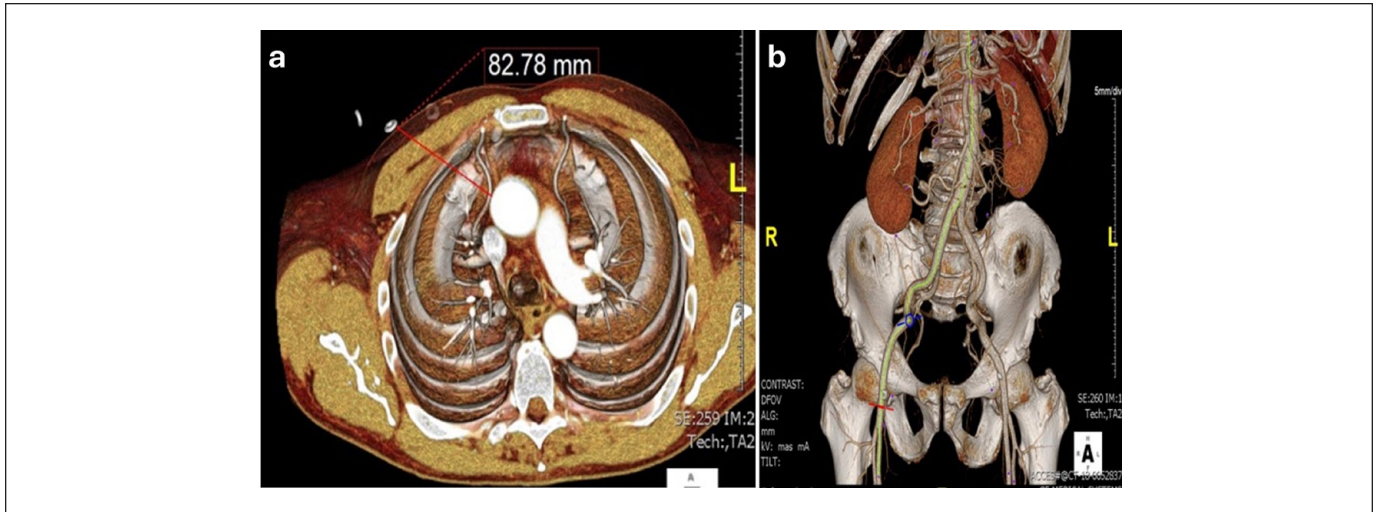 a
82.78 mm
L
SE:259 IM:2
Tech:,TA2
A
b
5mm/div
R
L
CONTRAST:
DFOV
ALG:
mm
kV: mas mA
TILT:
SE:260 IM:1
Tech:,TA2
A